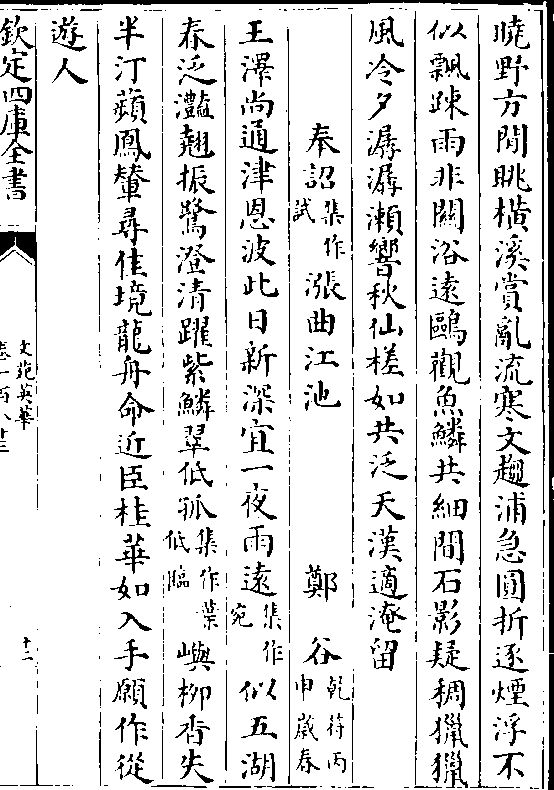 曉野方閒眺橫溪賞亂流寒文趨浦急圓折逐煙浮不
似飄踈雨非關浴遠鷗觀魚鱗共細間石影疑稠獵獵
風冷夕潺潺瀬響秋仙槎如共泛天漢適淹留
奉詔集作試漲曲江池 鄭谷乾符丙申歲春
王澤尚通津恩波此日新深宜一夜雨遠集作宛似五湖
春泛灩翹振鷺澄清躍紫鱗翠低孤集作葉低臨嶼柳香失
半汀蘋鳳輦尋佳境龍舟命近臣桂華如入手願作從
遊人
欽定四庫全書
文苑英華
卷一百八十三
十二